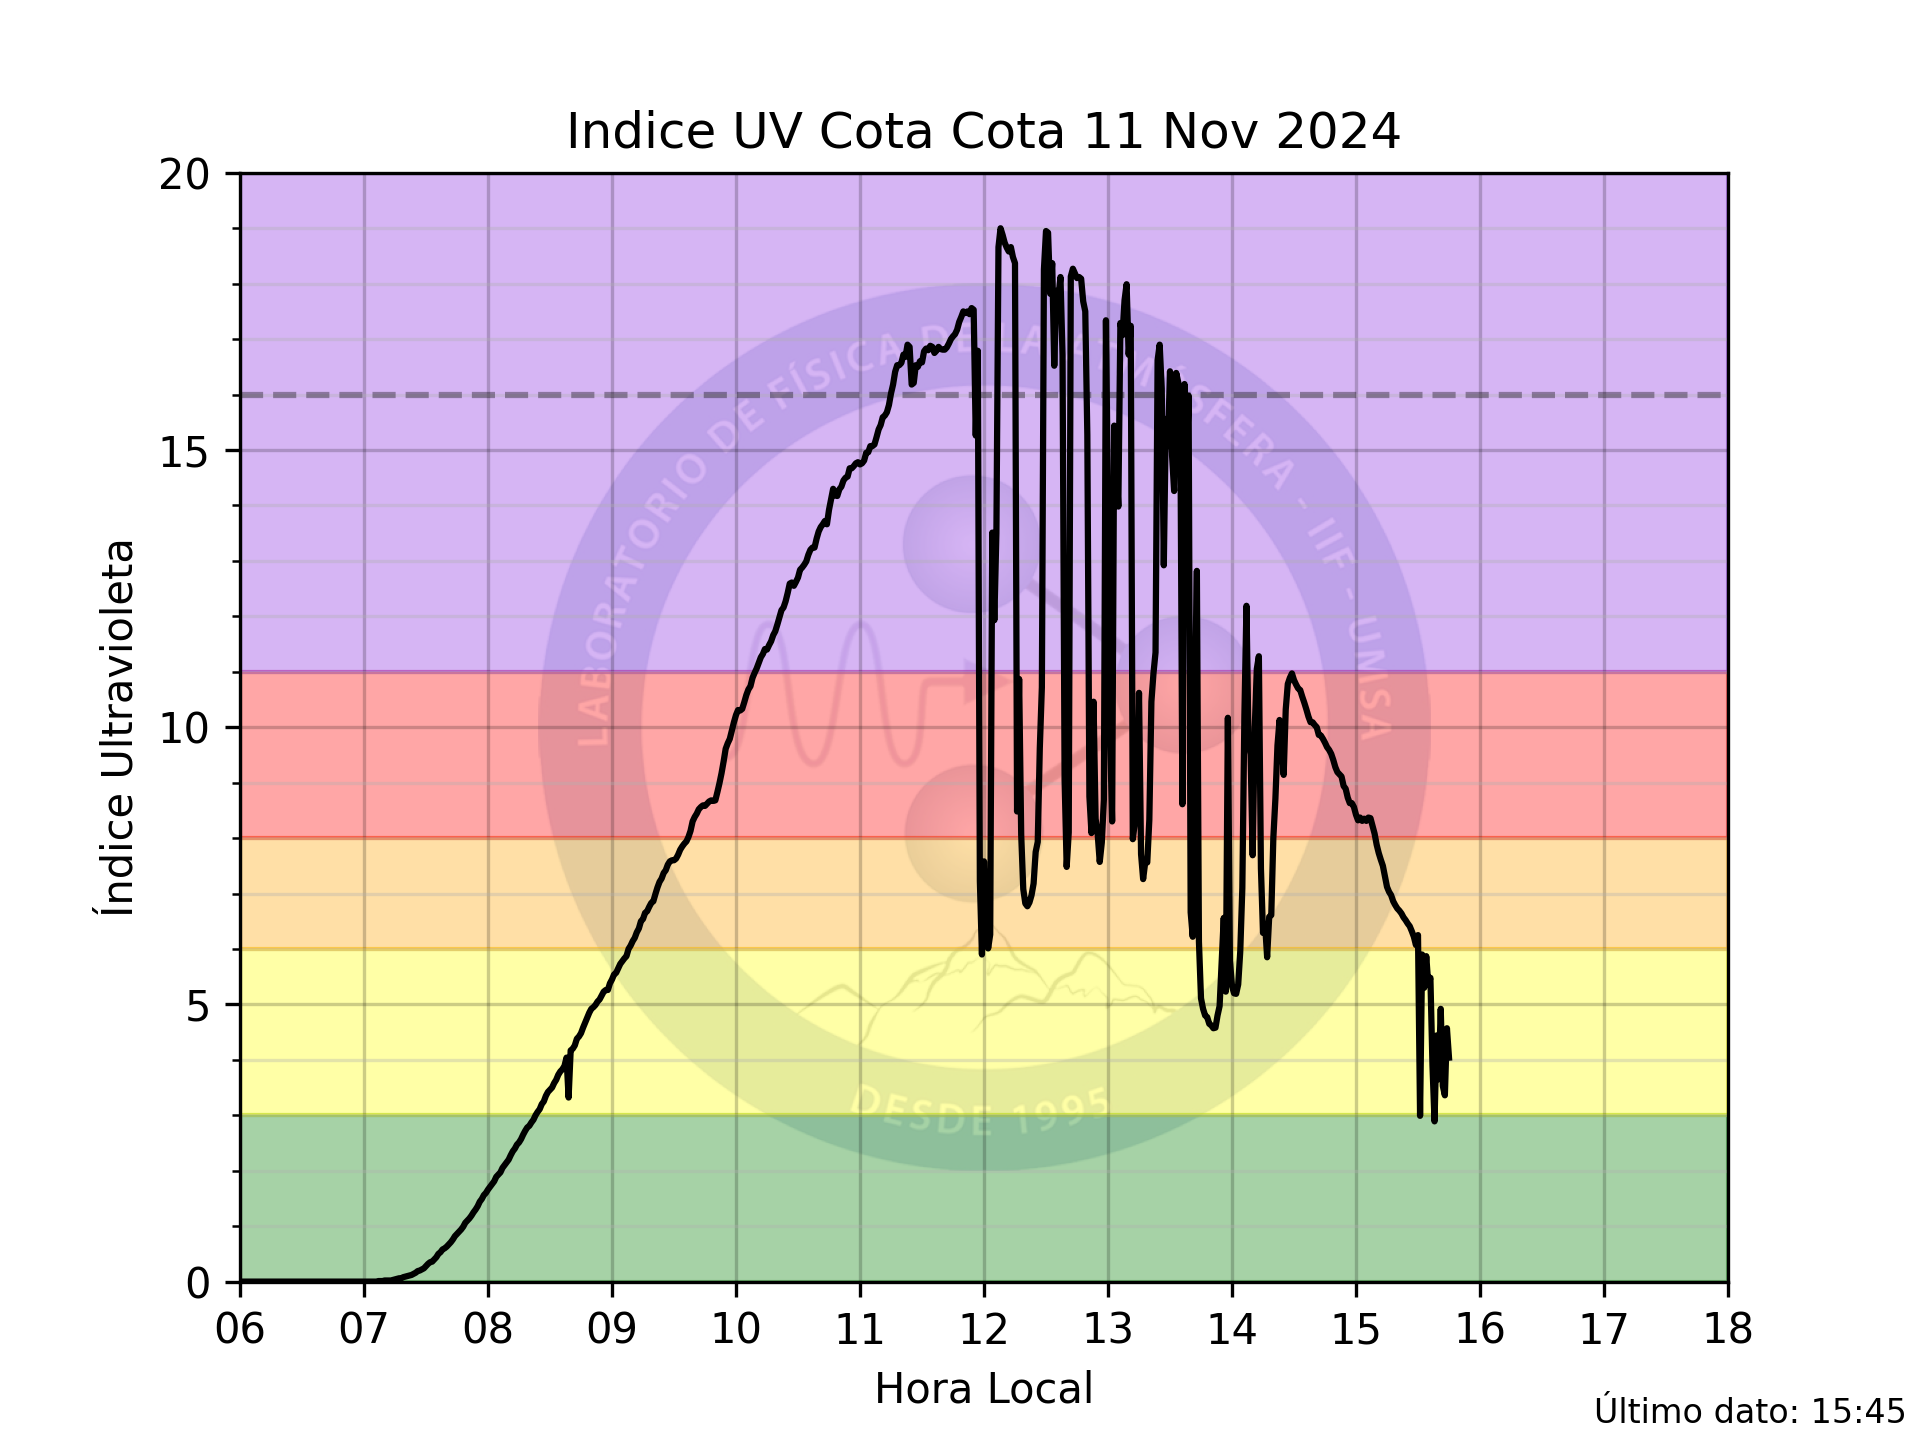 Indice UV Cota Cota 11 Nov 2024
20
15
10
5
0
Índice Ultravioleta
LABORATORIO DE FÍSICA DE LA ATMÓSFERA - IIF - UMSA
DESDE 1995
06 07 08 09 10 11 12 13 14 15 16 17 18
Hora Local
Último dato: 15:45